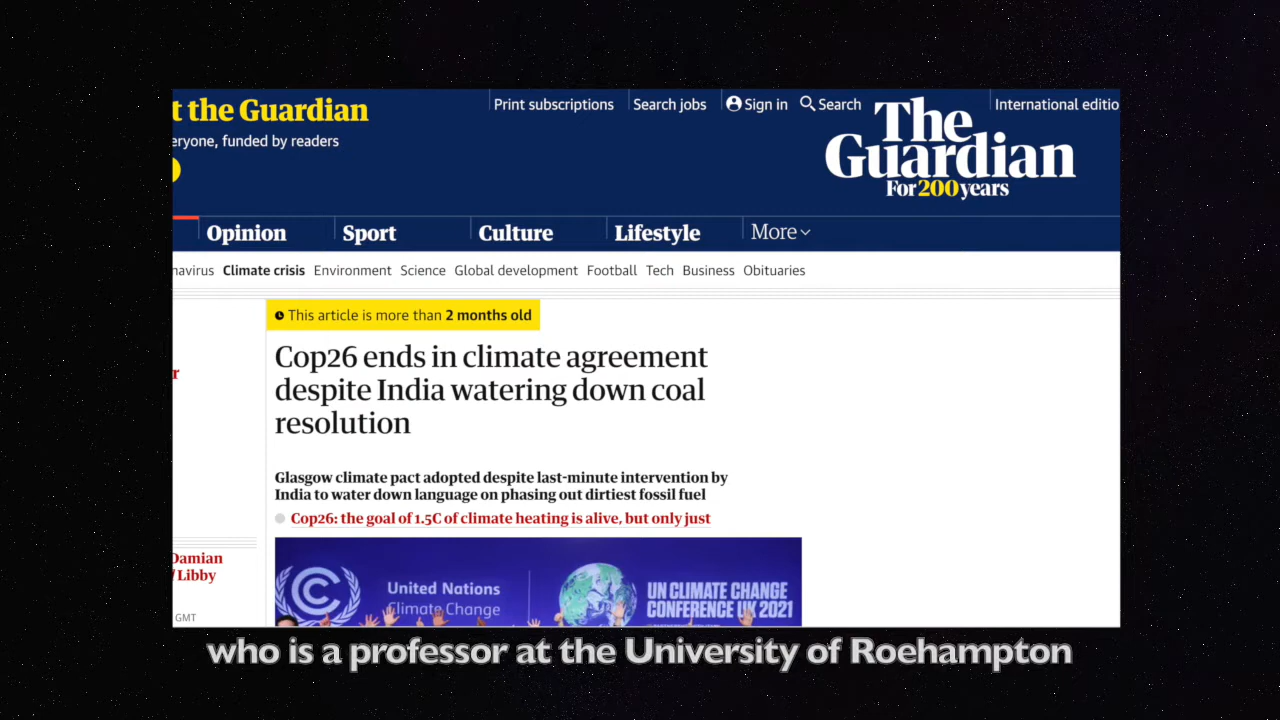 t the Guardian
eryone, funded by readers
Print subscriptions
Search jobs
Sign in
Search
International editio
The
Guardian
For 200 years
Opinion
Sport
Culture
Lifestyle
More
navirus
Climate crisis
Environment
Science
Global development
Football
Tech
Business
Obituaries
This article is more than 2 months old
Cop26 ends in climate agreement
despite India watering down coal
resolution
r
Glasgow climate pact adopted despite last-minute intervention by
India to water down language on phasing out dirtiest fossil fuel
Cop26: the goal of 1.5C of climate heating is alive, but only just
Damian
/ Libby
GMT
United Nations
Climate Change
UN CLIMATE CHANGE
CONFERENCE UK 2021
who is a professor at the University of Roehampton